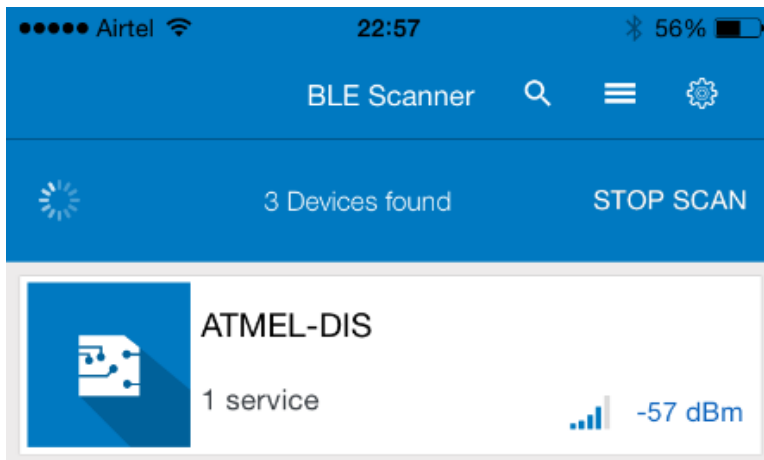 Airtel 22:57 56%
BLE Scanner
3 Devices found STOP SCAN
ATMEL-DIS
1 service -57 dBm